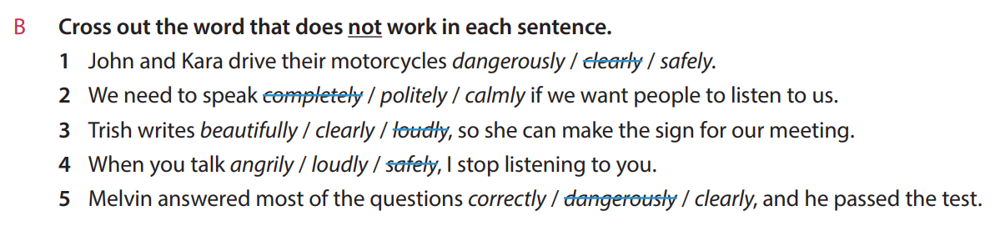 B Cross out the word that does not work in each sentence.
1 John and Kara drive their motorcycles dangerously / clearly / safely.
2 We need to speak completely / politely / calmly if we want people to listen to us.
3 Trish writes beautifully / clearly / loudly, so she can make the sign for our meeting.
4 When you talk angrily / loudly / safely, I stop listening to you.
5 Melvin answered most of the questions correctly / dangerously / clearly, and he passed the test.